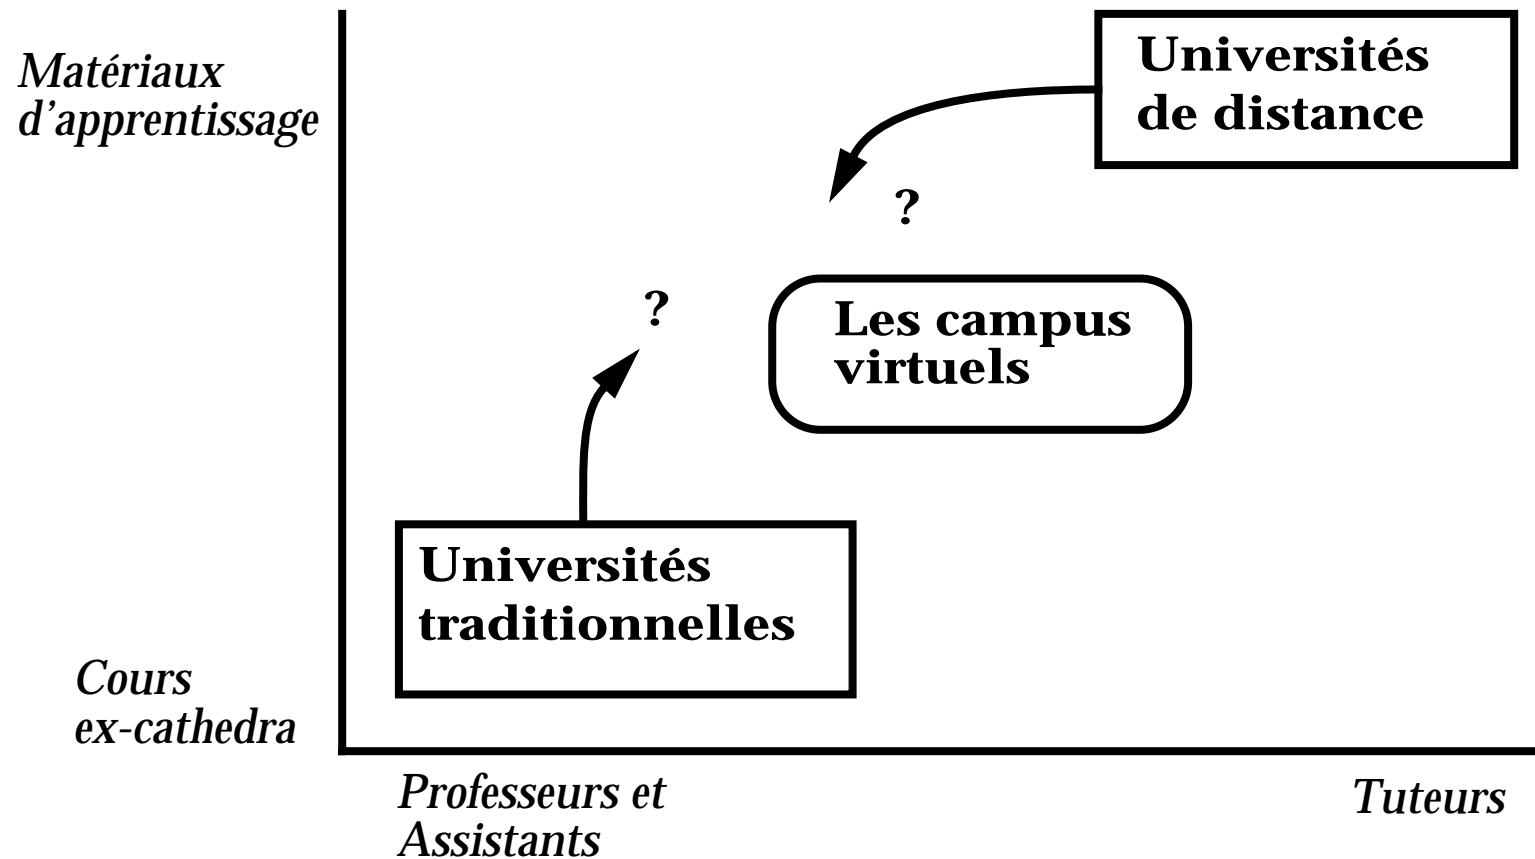 Matériaux
d'apprentissage
Universités
de distance
?
?
Les campus
virtuels
Universités
traditionnelles
Cours
ex-cathedra
Professeurs et
Assistants
Tuteurs